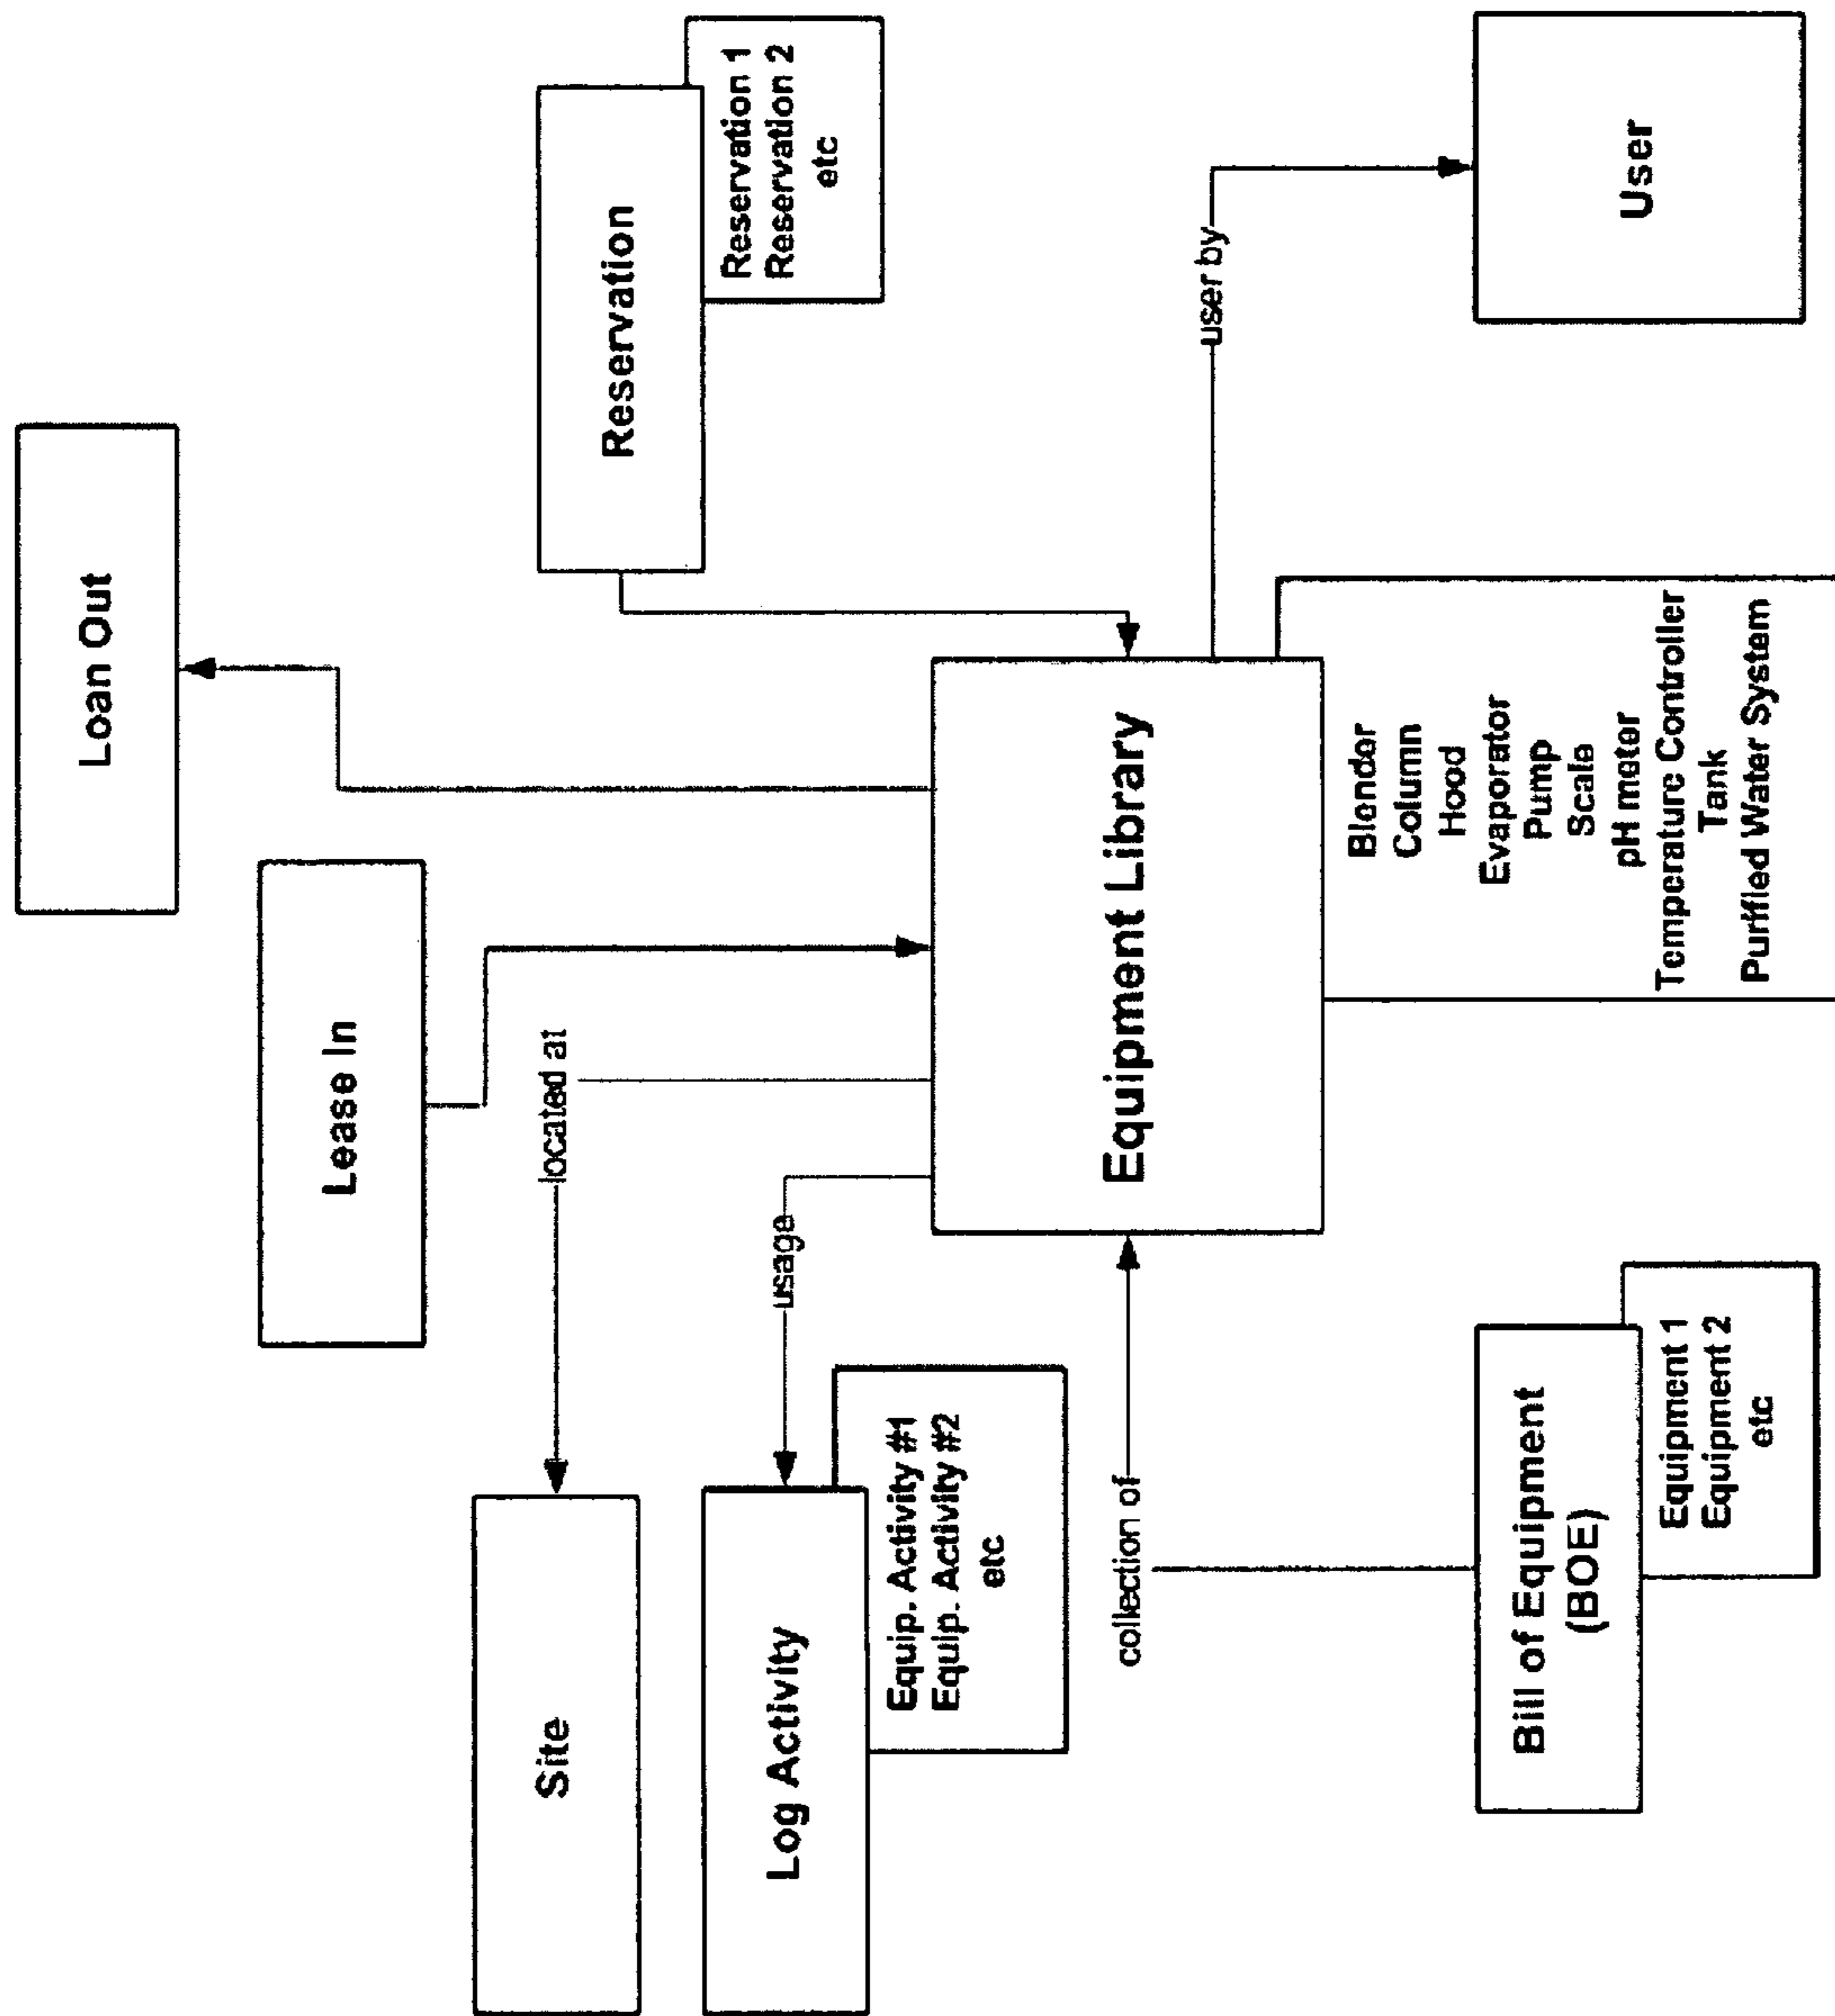 Loan Out
Lease In
Reservation
Reservation 1
Reservation 2
etc
located at
Site
usage
Log Activity
Equip. Activity #1
Equip. Activity #2
etc
Equipment Library
collection of
user by
Bill of Equipment
(BOE)
Equipment 1
Equipment 2
etc
Blender
Column
Hood
Evaporator
Pump
Scale
pH meter
Temperature Controller
Tank
Purified Water System
User